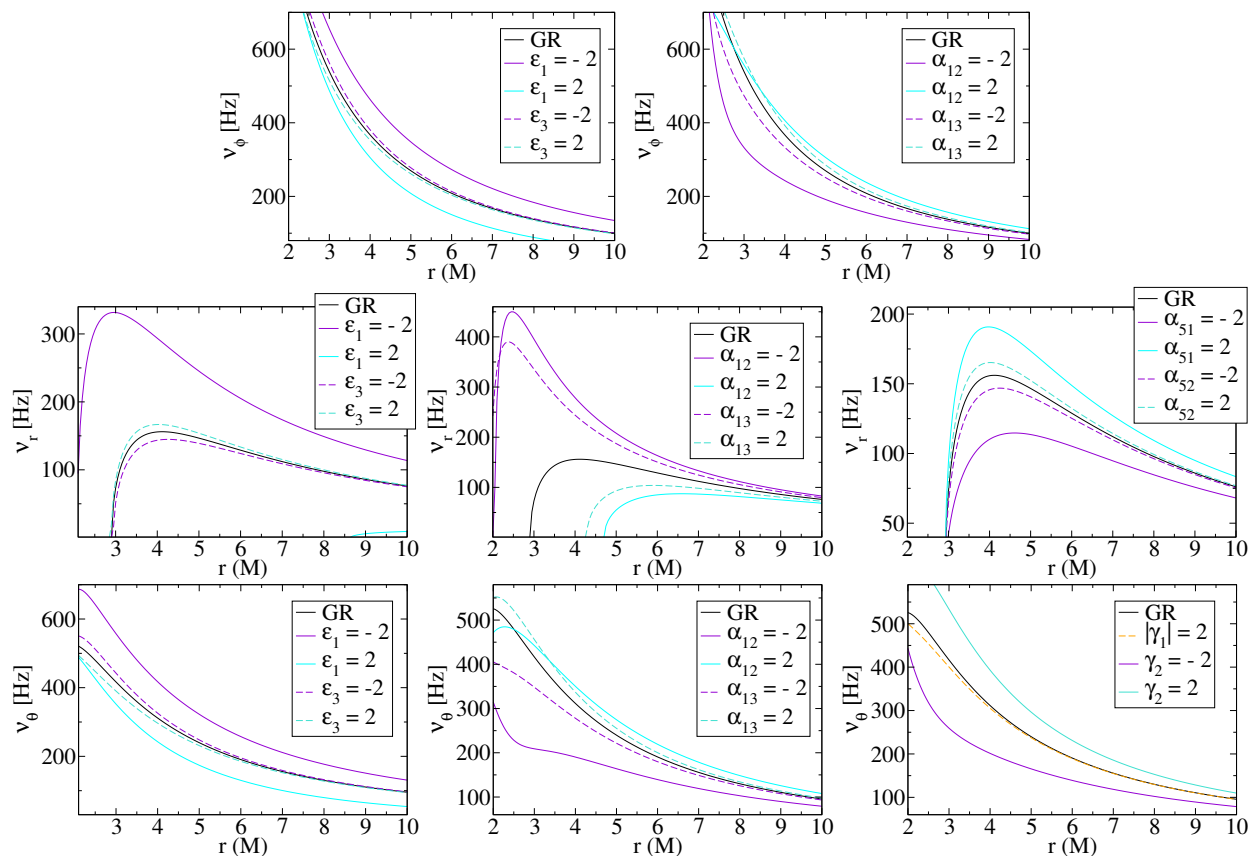 600
400
200
ν_ϕ [Hz]
2 3 4 5 6 7 8 9 10
r (M)
GR
ε_1 = - 2
ε_1 = 2
ε_3 = -2
ε_3 = 2
600
400
200
ν_ϕ [Hz]
2 3 4 5 6 7 8 9 10
r (M)
GR
α_12 = - 2
α_12 = 2
α_13 = -2
α_13 = 2
300
200
100
ν_r [Hz]
3 4 5 6 7 8 9 10
r (M)
GR
ε_1 = - 2
ε_1 = 2
ε_3 = -2
ε_3 = 2
400
300
200
100
ν_r [Hz]
2 3 4 5 6 7 8 9 10
r (M)
GR
α_12 = - 2
α_12 = 2
α_13 = -2
α_13 = 2
200
150
100
50
ν_r [Hz]
2 3 4 5 6 7 8 9 10
r (M)
GR
α_51 = - 2
α_51 = 2
α_52 = -2
α_52 = 2
600
400
200
ν_θ [Hz]
3 4 5 6 7 8 9 10
r (M)
GR
ε_1 = - 2
ε_1 = 2
ε_3 = -2
ε_3 = 2
500
400
300
200
100
ν_θ [Hz]
2 3 4 5 6 7 8 9 10
r (M)
GR
α_12 = - 2
α_12 = 2
α_13 = - 2
α_13 = 2
500
400
300
200
100
ν_θ [Hz]
2 3 4 5 6 7 8 9 10
r (M)
GR
|γ_1| = 2
γ_2 = - 2
γ_2 = 2